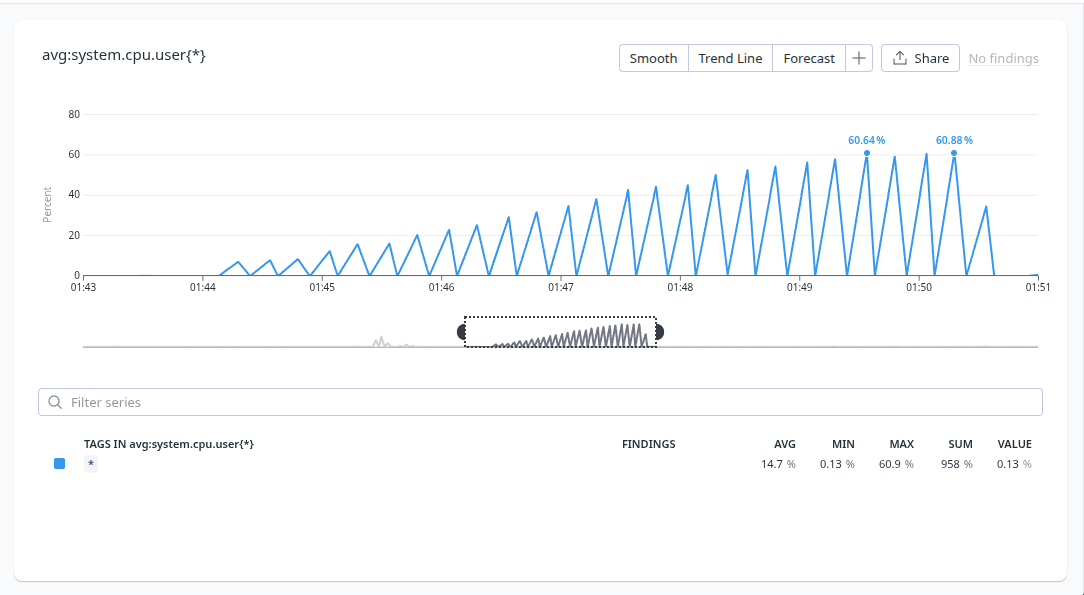 avg:system.cpu.user{*}
Smooth Trend Line Forecast + Share No findings
60.64 % 60.88 %
80
60
40
20
0
Percent
01:43 01:44 01:45 01:46 01:47 01:48 01:49 01:50 01:51
Filter series
TAGS IN avg:system.cpu.user{*} FINDINGS AVG MIN MAX SUM VALUE
* 14.7 % 0.13 % 60.9 % 958 % 0.13 %